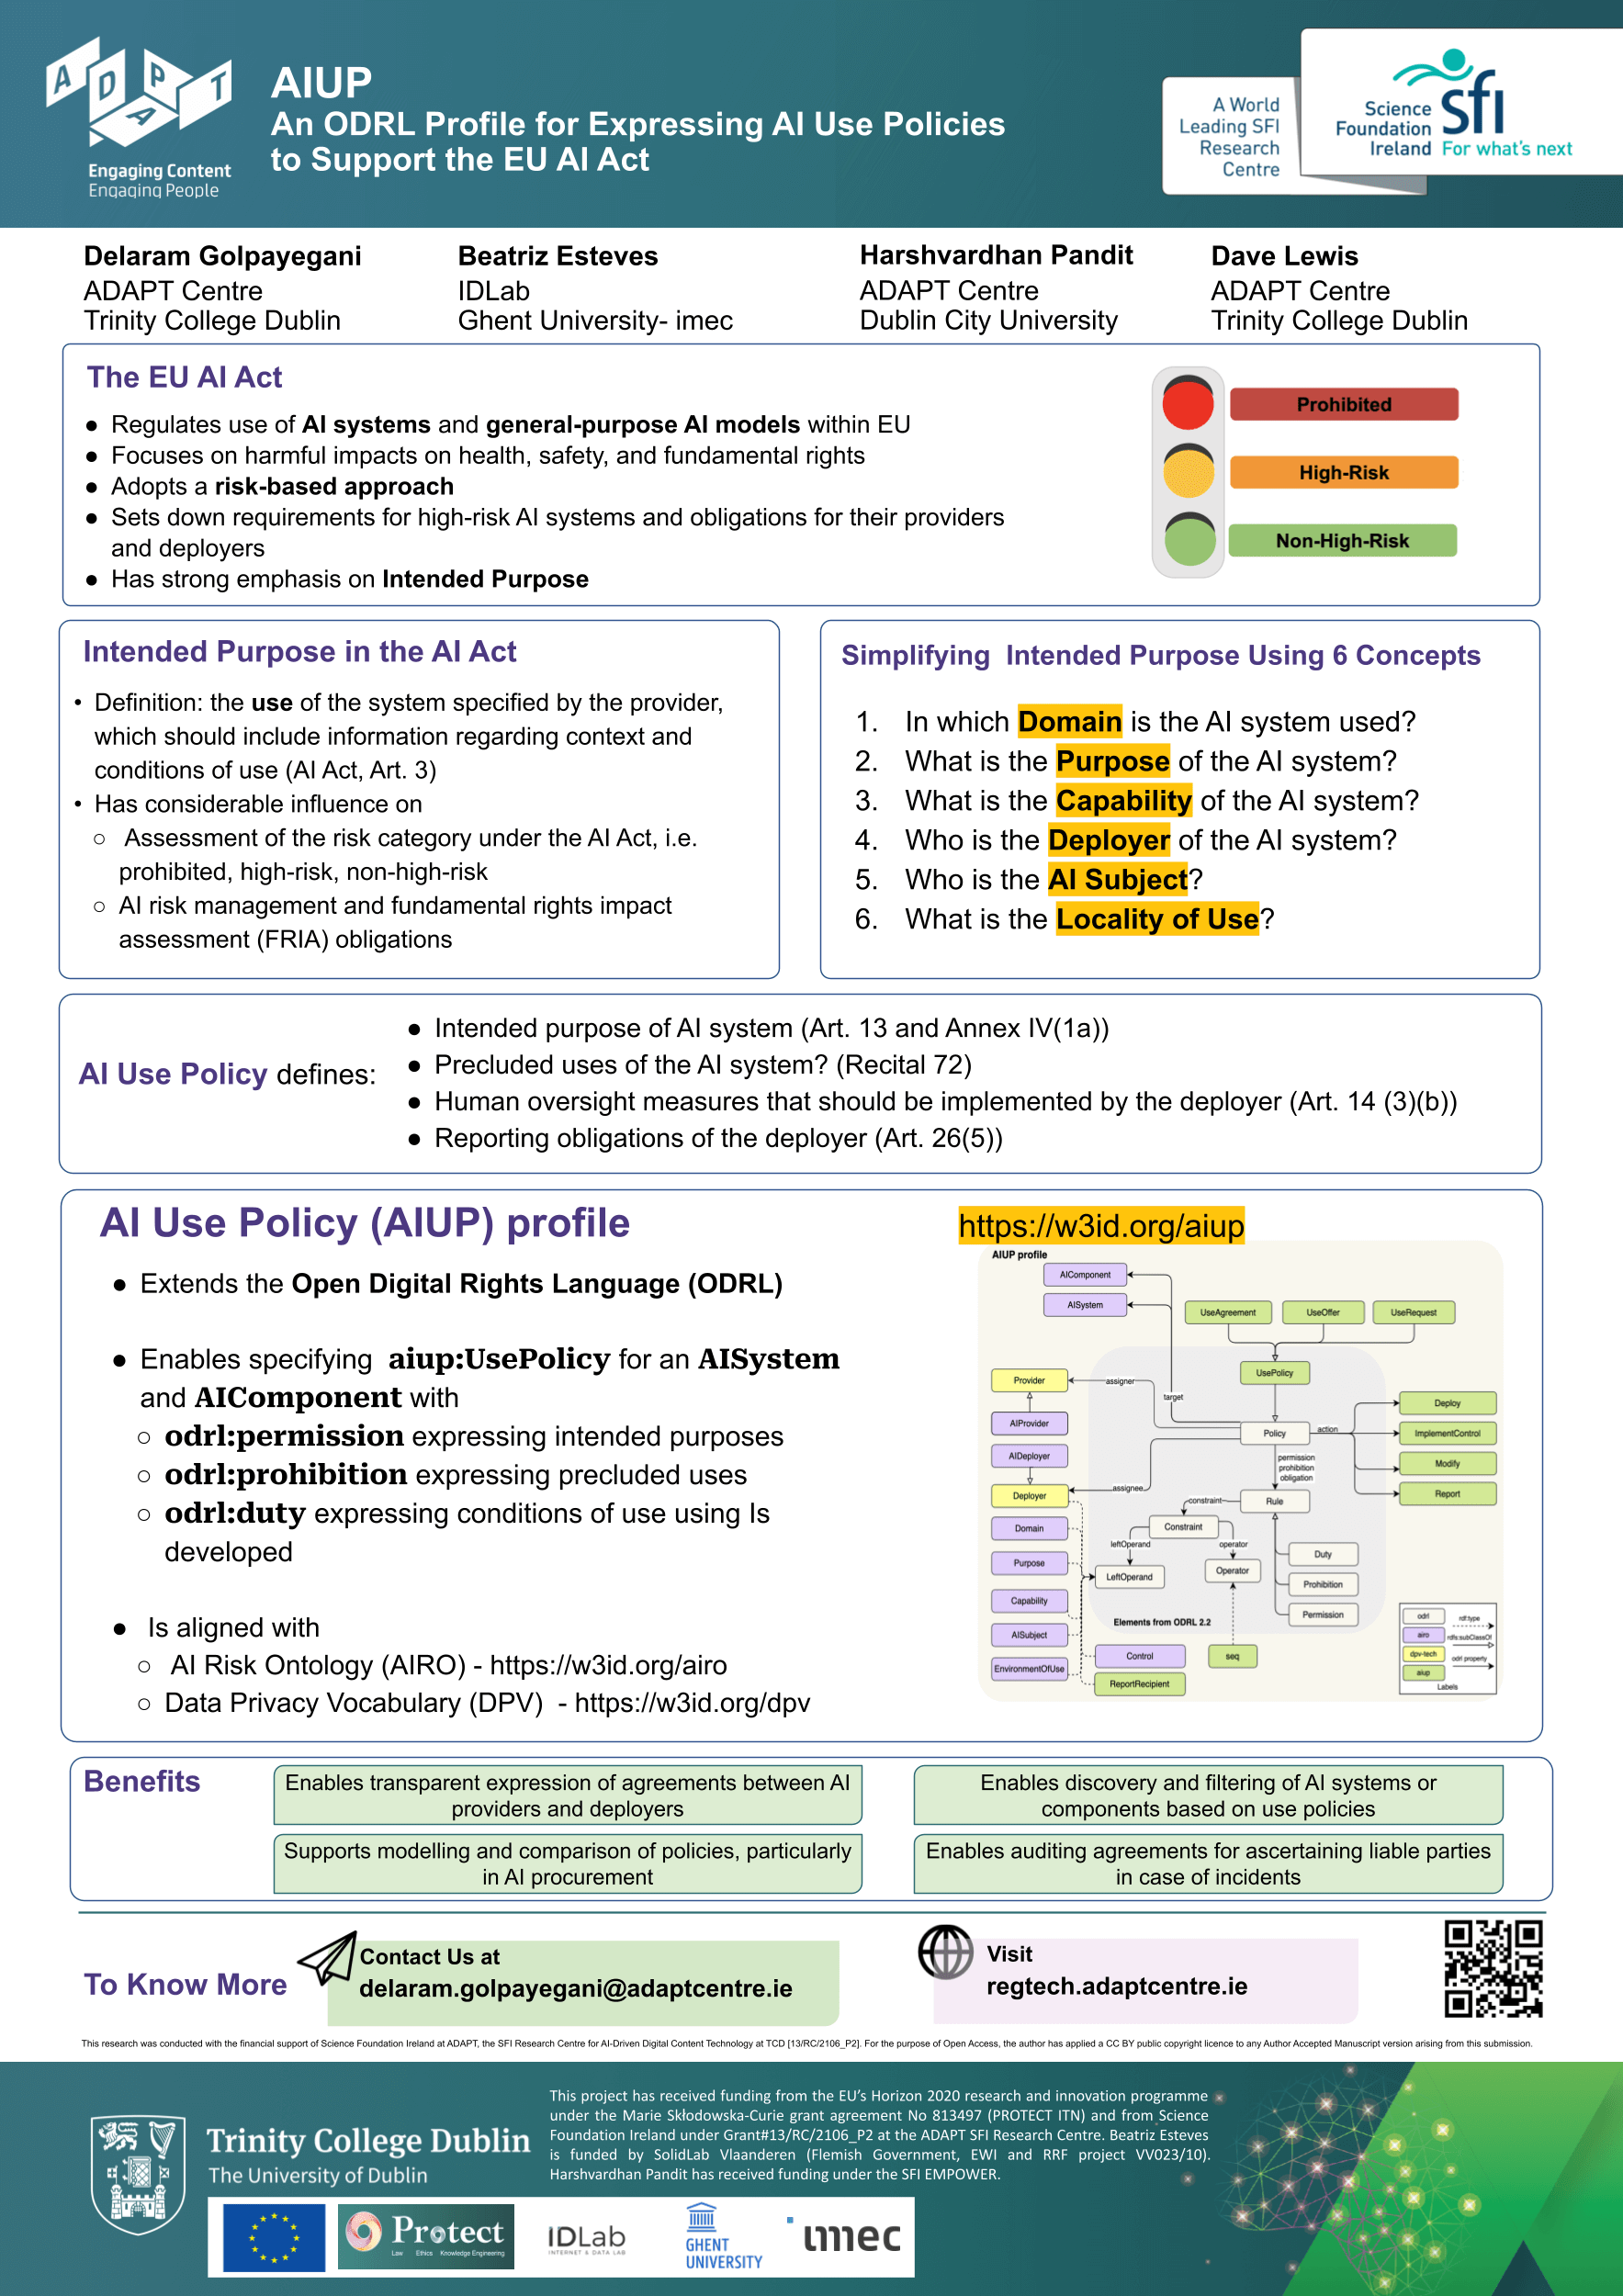 ADAPT
Engaging Content
Engaging People
AIUP
An ODRL Profile for Expressing AI Use Policies
to Support the EU AI Act
A World
Leading SFI
Research
Centre
Science
Foundation
Ireland
sfi
For what's next
Delaram Golpayegani
ADAPT Centre
Trinity College Dublin
Beatriz Esteves
IDLab
Ghent University- imec
Harshvardhan Pandit
ADAPT Centre
Dublin City University
Dave Lewis
ADAPT Centre
Trinity College Dublin
The EU AI Act
● Regulates use of AI systems and general-purpose AI models within EU
● Focuses on harmful impacts on health, safety, and fundamental rights
● Adopts a risk-based approach
● Sets down requirements for high-risk AI systems and obligations for their providers
and deployers
● Has strong emphasis on Intended Purpose
Prohibited
High-Risk
Non-High-Risk
Intended Purpose in the AI Act
• Definition: the use of the system specified by the provider,
which should include information regarding context and
conditions of use (AI Act, Art. 3)
• Has considerable influence on
○ Assessment of the risk category under the AI Act, i.e.
prohibited, high-risk, non-high-risk
○ AI risk management and fundamental rights impact
assessment (FRIA) obligations
Simplifying Intended Purpose Using 6 Concepts
1. In which Domain is the AI system used?
2. What is the Purpose of the AI system?
3. What is the Capability of the AI system?
4. Who is the Deployer of the AI system?
5. Who is the AI Subject?
6. What is the Locality of Use?
AI Use Policy defines:
● Intended purpose of AI system (Art. 13 and Annex IV(1a))
● Precluded uses of the AI system? (Recital 72)
● Human oversight measures that should be implemented by the deployer (Art. 14 (3)(b))
● Reporting obligations of the deployer (Art. 26(5))
AI Use Policy (AIUP) profile
● Extends the Open Digital Rights Language (ODRL)
● Enables specifying aiup:UsePolicy for an AISystem
and AIComponent with
○ odrl:permission expressing intended purposes
○ odrl:prohibition expressing precluded uses
○ odrl:duty expressing conditions of use using Is
developed
● Is aligned with
○ AI Risk Ontology (AIRO) - https://w3id.org/airo
○ Data Privacy Vocabulary (DPV) - https://w3id.org/dpv
https://w3id.org/aiup
AIUP profile
AIComponent
AISystem
UseAgreement
UseOffer
UseRequest
UsePolicy
Provider
assigner
target
AIProvider
Policy
action
Deploy
ImplementControl
Modify
Report
AIDeployer
permission
prohibition
obligation
Deployer
assignee
constraint
Rule
Domain
Constraint
leftOperand
operator
Purpose
LeftOperand
Operator
Duty
Prohibition
Permission
Capability
Elements from ODRL 2.2
AISubject
EnvironmentOfUse
Control
seq
ReportRecipient
odrl
airo
dpv-tech
aiup
rdf:type
rdfs:subClassOf
odrl property
Labels
Benefits
Enables transparent expression of agreements between AI
providers and deployers
Enables discovery and filtering of AI systems or
components based on use policies
Supports modelling and comparison of policies, particularly
in AI procurement
Enables auditing agreements for ascertaining liable parties
in case of incidents
To Know More
Contact Us at
delaram.golpayegani@adaptcentre.ie
Visit
regtech.adaptcentre.ie
This research was conducted with the financial support of Science Foundation Ireland at ADAPT, the SFI Research Centre for AI-Driven Digital Content Technology at TCD [13/RC/2106_P2]. For the purpose of Open Access, the author has applied a CC BY public copyright licence to any Author Accepted Manuscript version arising from this submission.
Trinity College Dublin
The University of Dublin
This project has received funding from the EU's Horizon 2020 research and innovation programme
under the Marie Skłodowska-Curie grant agreement No 813497 (PROTECT ITN) and from Science
Foundation Ireland under Grant#13/RC/2106_P2 at the ADAPT SFI Research Centre. Beatriz Esteves
is funded by SolidLab Vlaanderen (Flemish Government, EWI and RRF project VV023/10).
Harshvardhan Pandit has received funding under the SFI EMPOWER.
Protect
Law Ethics Knowledge Engineering
IDLab
INTERNET & DATA LAB
GHENT
UNIVERSITY
imec